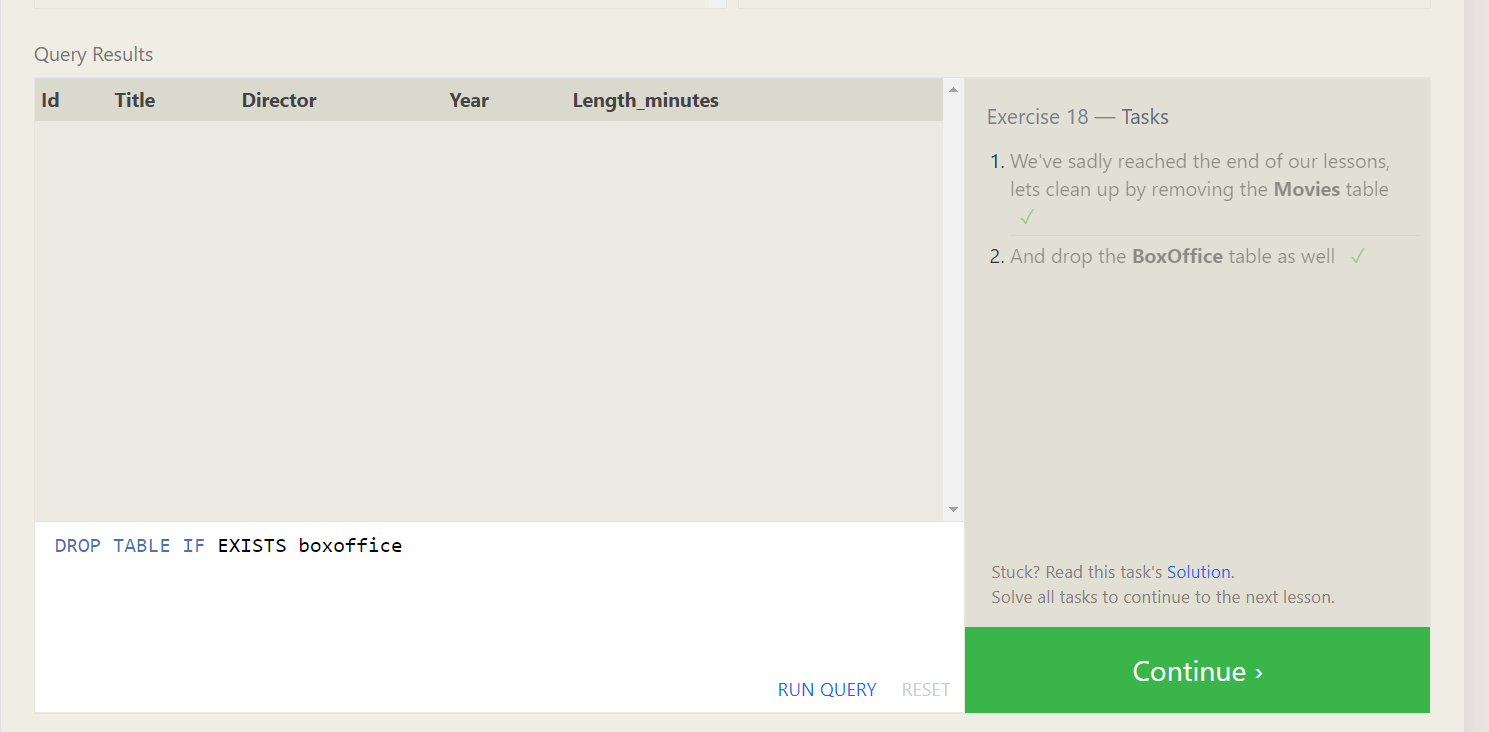 Query Results
Id Title Director Year Length_minutes
Exercise 18 — Tasks
1. We've sadly reached the end of our lessons,
lets clean up by removing the Movies table
✓
2. And drop the BoxOffice table as well ✓
DROP TABLE IF EXISTS boxoffice
Stuck? Read this task's Solution.
Solve all tasks to continue to the next lesson.
RUN QUERY RESET
Continue ›